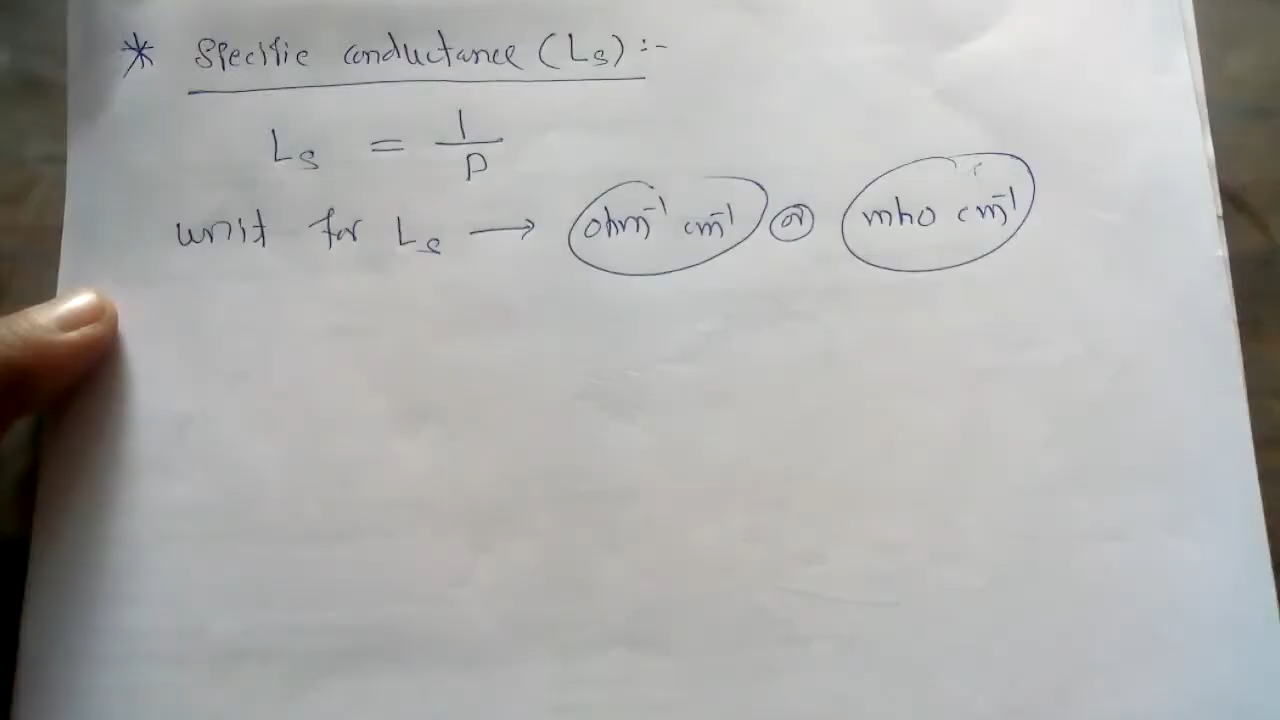 * Specific conductance (Ls) :-
Ls = 1/ρ
unit for Ls → ohm⁻¹ cm⁻¹ or mho cm⁻¹